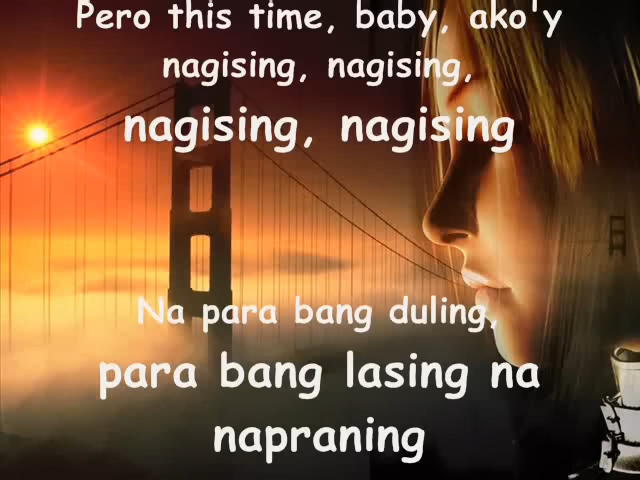 Pero this time, baby, ako'y
nagising, nagising,
nagising, nagising
Na para bang duling,
para bang lasing na
napraning